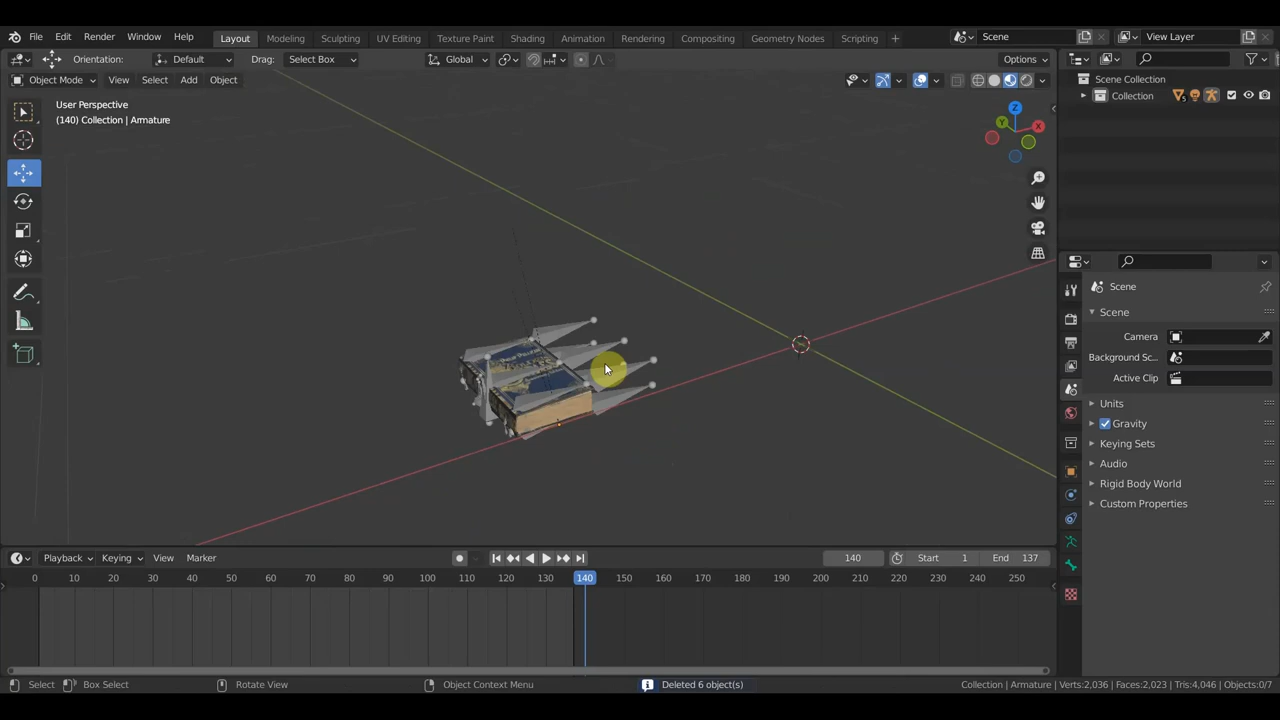 File Edit Render Window Help Layout Modeling Sculpting UV Editing Texture Paint Shading Animation Rendering Compositing Geometry Nodes Scripting + Scene View Layer
Orientation: Default Drag: Select Box Global Options
Object Mode View Select Add Object
Scene Collection
Collection 5
User Perspective
(140) Collection | Armature
Z
Y X
Scene
Scene
Camera
Background Sc...
Active Clip
Units
Gravity
Keying Sets
Audio
Rigid Body World
Custom Properties
Playback Keying View Marker 140 Start 1 End 137
0 10 20 30 40 50 60 70 80 90 100 110 120 130 140 150 160 170 180 190 200 210 220 230 240 250
Select Box Select Rotate View Object Context Menu Deleted 6 object(s) Collection | Armature | Verts:2,036 | Faces:2,023 | Tris:4,046 | Objects:0/7